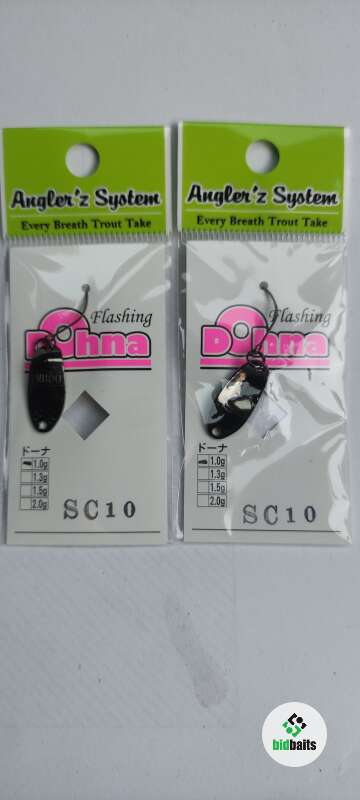 Angler'z System
Every Breath Trout Take
Flashing
Dohna
ドーナ
1.0g
1.3g
1.5g
2.0g
SC10
Angler'z System
Every Breath Trout Take
Flashing
Dohna
ドーナ
1.0g
1.3g
1.5g
2.0g
SC10
bidbaits